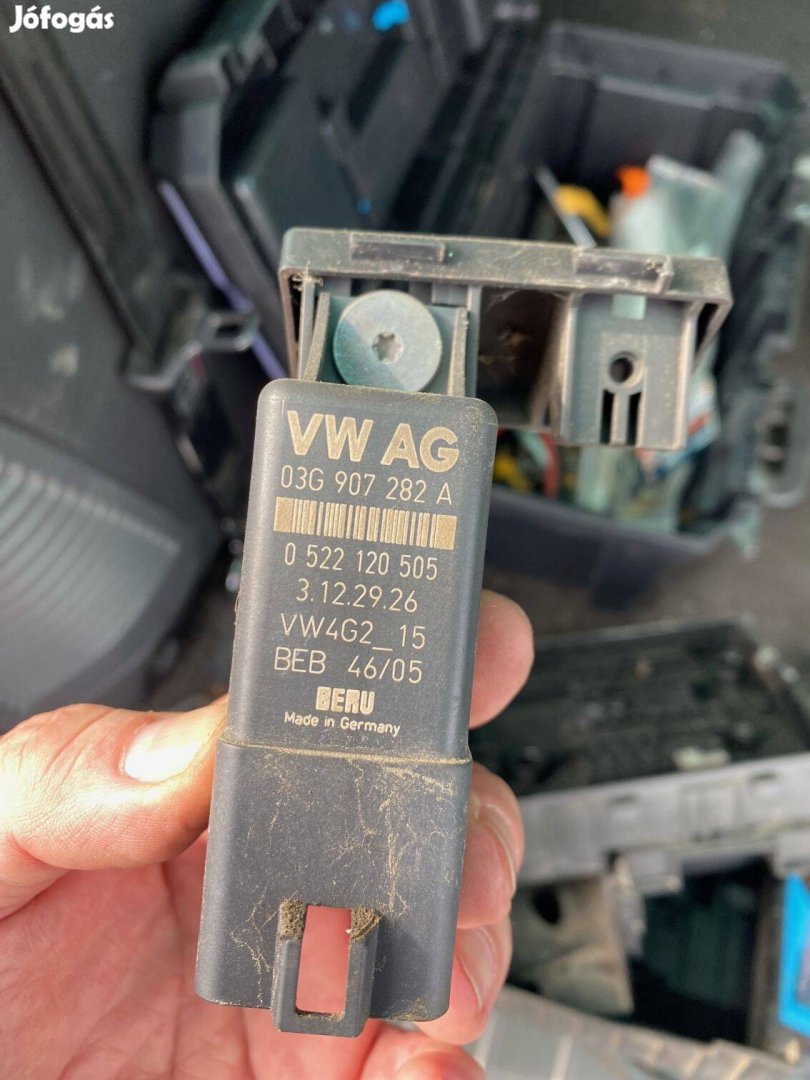 Jófogás
VW AG
03G 907 282 A
0 522 120 505
3.12.29.26
VW4G2_15
BEB 46/05
BERU
Made in Germany